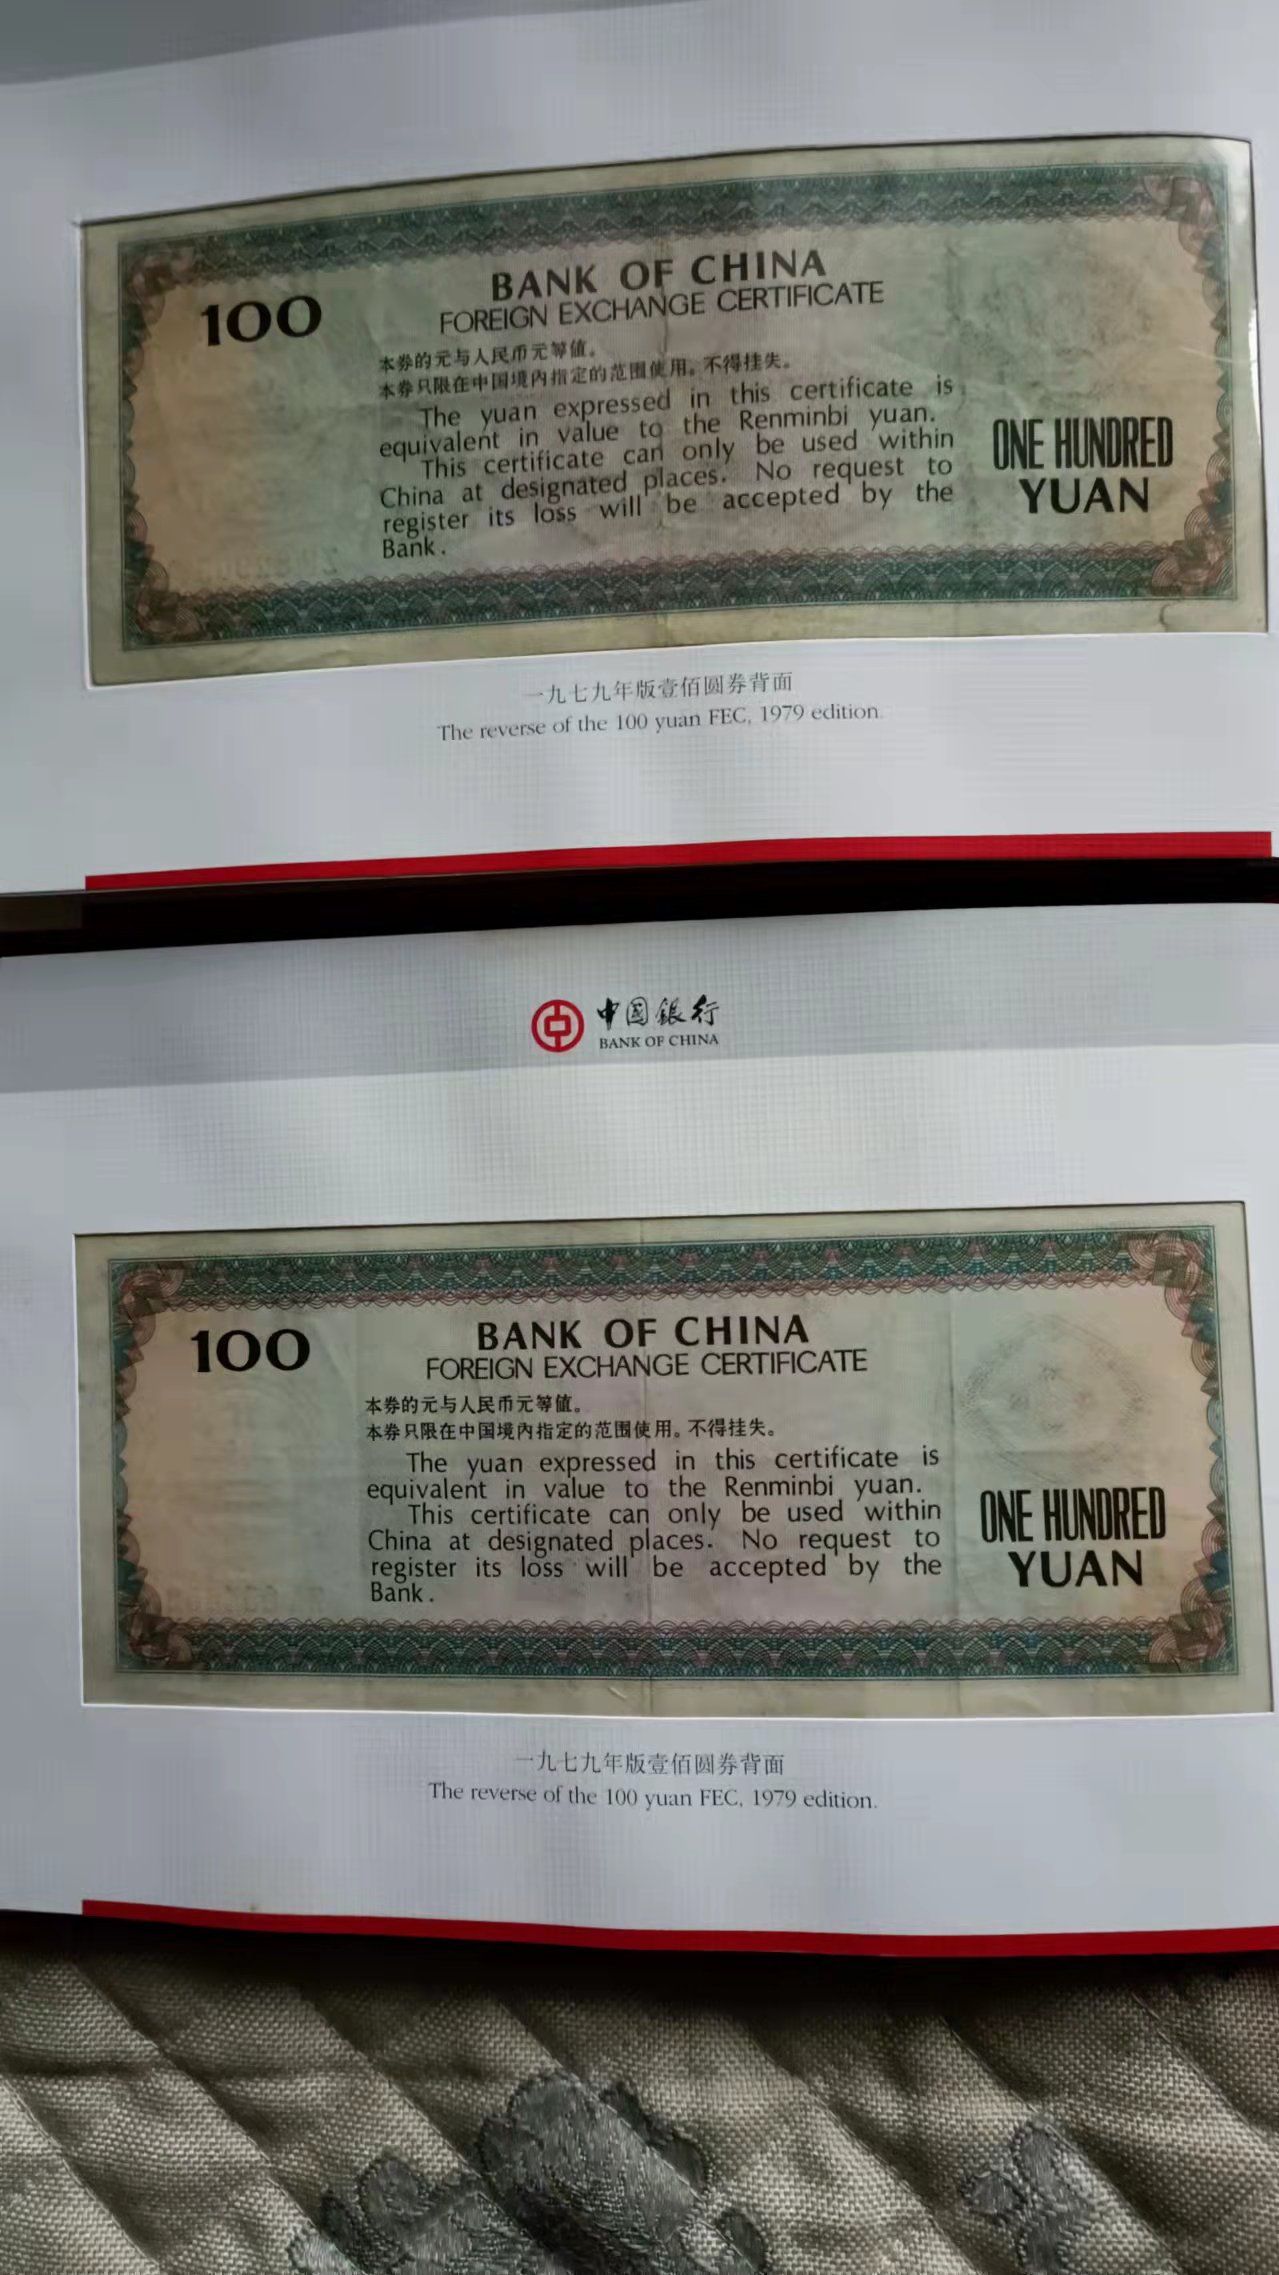 BANK OF CHINA
FOREIGN EXCHANGE CERTIFICATE
100
本券的元与人民币元等值。
本券只限在中国境内指定的范围使用。不得挂失。
The yuan expressed in this certificate is
equivalent in value to the Renminbi yuan.
This certificate can only be used within
China at designated places. No request to
register its loss will be accepted by the
Bank.
ONE HUNDRED
YUAN
一九七九年版壹佰圆券背面
The reverse of the 100 yuan FEC, 1979 edition.
中国銀行
BANK OF CHINA
BANK OF CHINA
FOREIGN EXCHANGE CERTIFICATE
100
本券的元与人民币元等值。
本券只限在中国境内指定的范围使用。不得挂失。
The yuan expressed in this certificate is
equivalent in value to the Renminbi yuan.
This certificate can only be used within
China at designated places. No request to
register its loss will be accepted by the
Bank.
ONE HUNDRED
YUAN
一九七九年版壹佰圆券背面
The reverse of the 100 yuan FEC, 1979 edition.